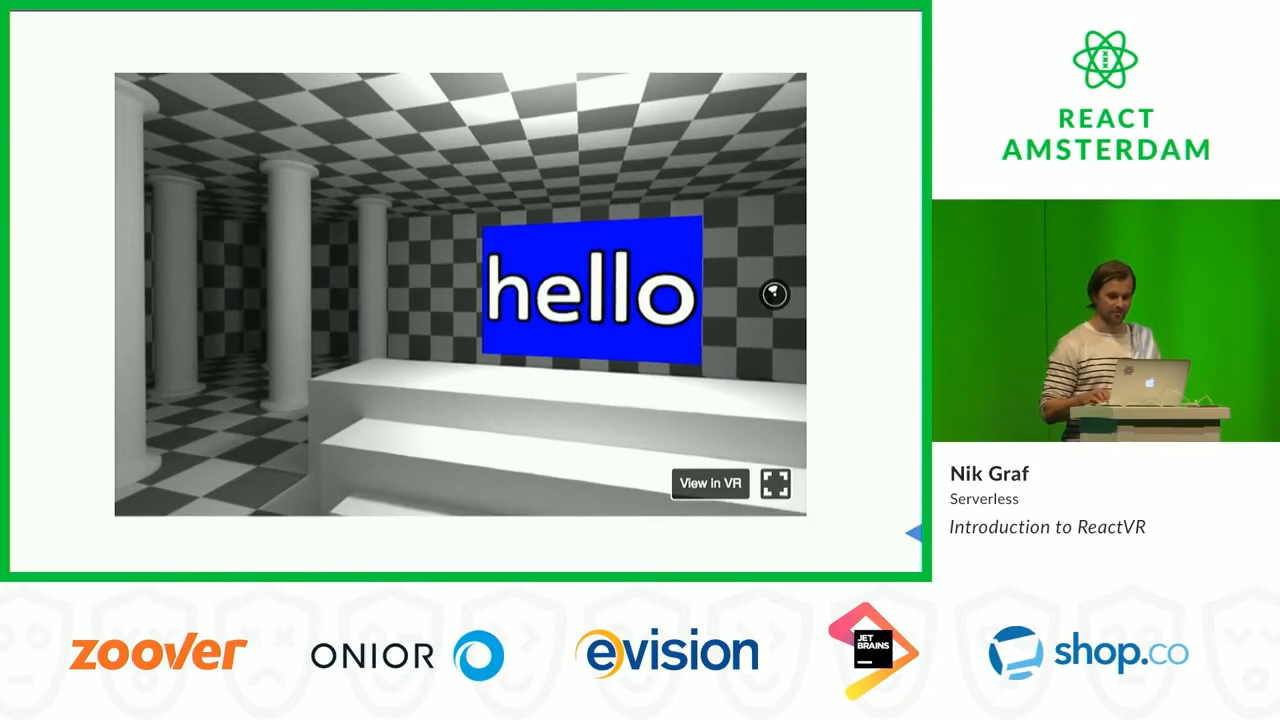 hello
View in VR
REACT
AMSTERDAM
Nik Graf
Serverless
Introduction to ReactVR
zoover
ONIOR
evision
JET
BRAINS
shop.co